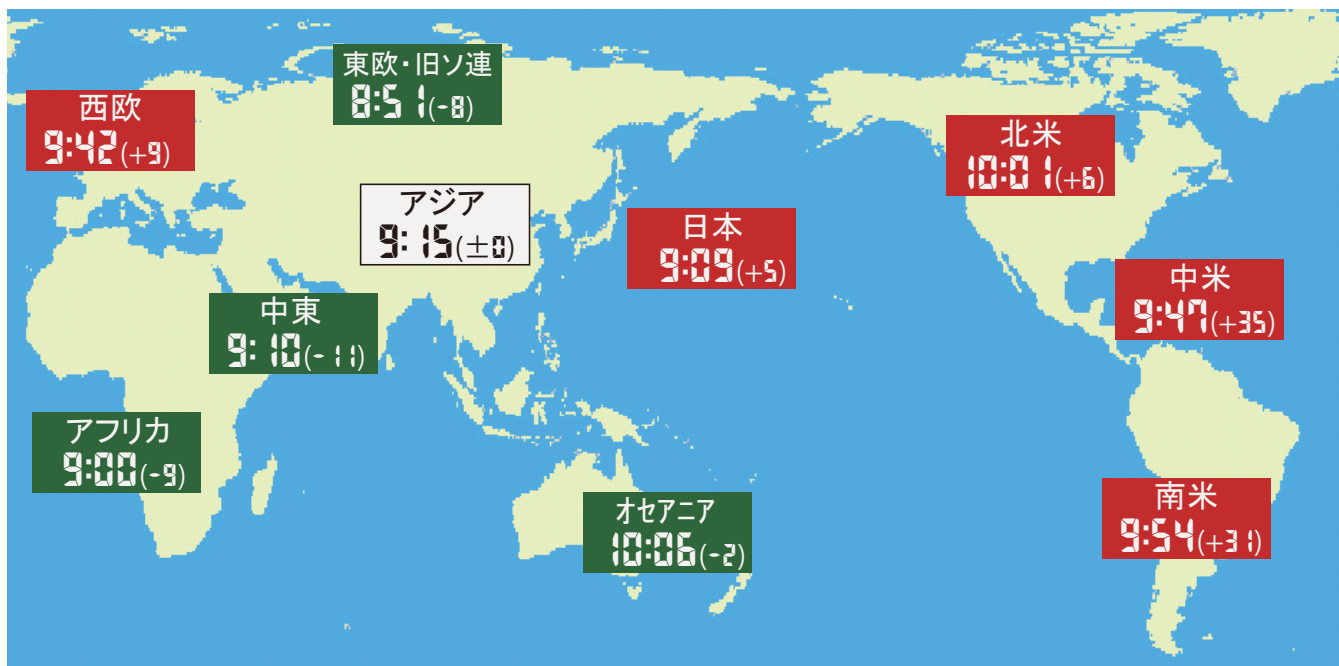 東欧・旧ソ連
8:51(-8)
西欧
9:42(+9)
北米
10:01(+6)
アジア
9:15(±0)
日本
9:09(+5)
中米
9:47(+35)
中東
9:10(-11)
アフリカ
9:00(-9)
南米
9:54(+31)
オセアニア
10:06(-2)